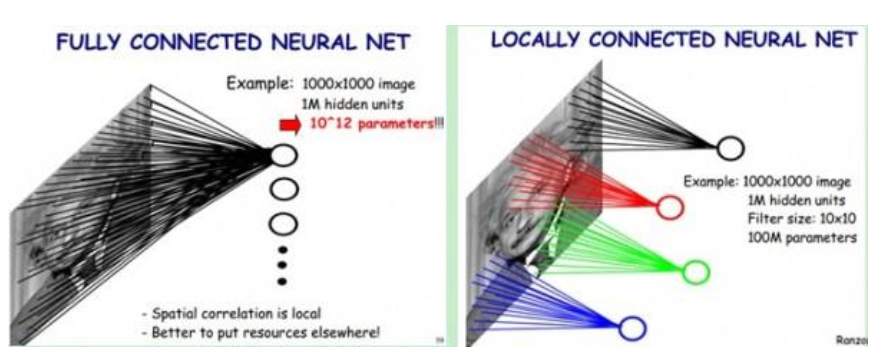 FULLY CONNECTED NEURAL NET
Example: 1000x1000 image
1M hidden units
10^12 parameters!!!
- Spatial correlation is local
- Better to put resources elsewhere!
LOCALLY CONNECTED NEURAL NET
Example: 1000x1000 image
1M hidden units
Filter size: 10x10
100M parameters